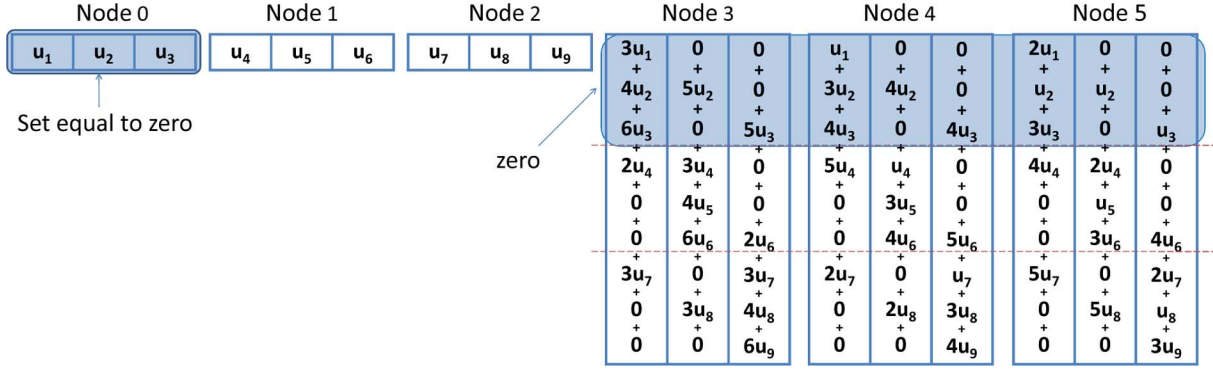 Node 0 Node 1 Node 2 Node 3 Node 4 Node 5
u₁ u₂ u₃ u₄ u₅ u₆ u₇ u₈ u₉ 3u₁ 0 0 u₁ 0 0 2u₁ 0 0
+ + + + + + + + +
4u₂ 5u₂ 0 3u₂ 4u₂ 0 u₂ u₂ 0
+ + + + + + + + +
Set equal to zero 6u₃ 0 5u₃ 4u₃ 0 4u₃ 3u₃ 0 u₃
+ + + + + + + + +
zero 2u₄ 3u₄ 0 5u₄ u₄ 0 4u₄ 2u₄ 0
+ + + + + + + + +
0 4u₅ 0 0 3u₅ 0 0 u₅ 0
+ + + + + + + + +
0 6u₆ 2u₆ 0 4u₆ 5u₆ 0 3u₆ 4u₆
+ + + + + + + + +
3u₇ 0 3u₇ 2u₇ 0 u₇ 5u₇ 0 2u₇
+ + + + + + + + +
0 3u₈ 4u₈ 0 2u₈ 3u₈ 0 5u₈ u₈
+ + + + + + + + +
0 0 6u₉ 0 0 4u₉ 0 0 3u₉